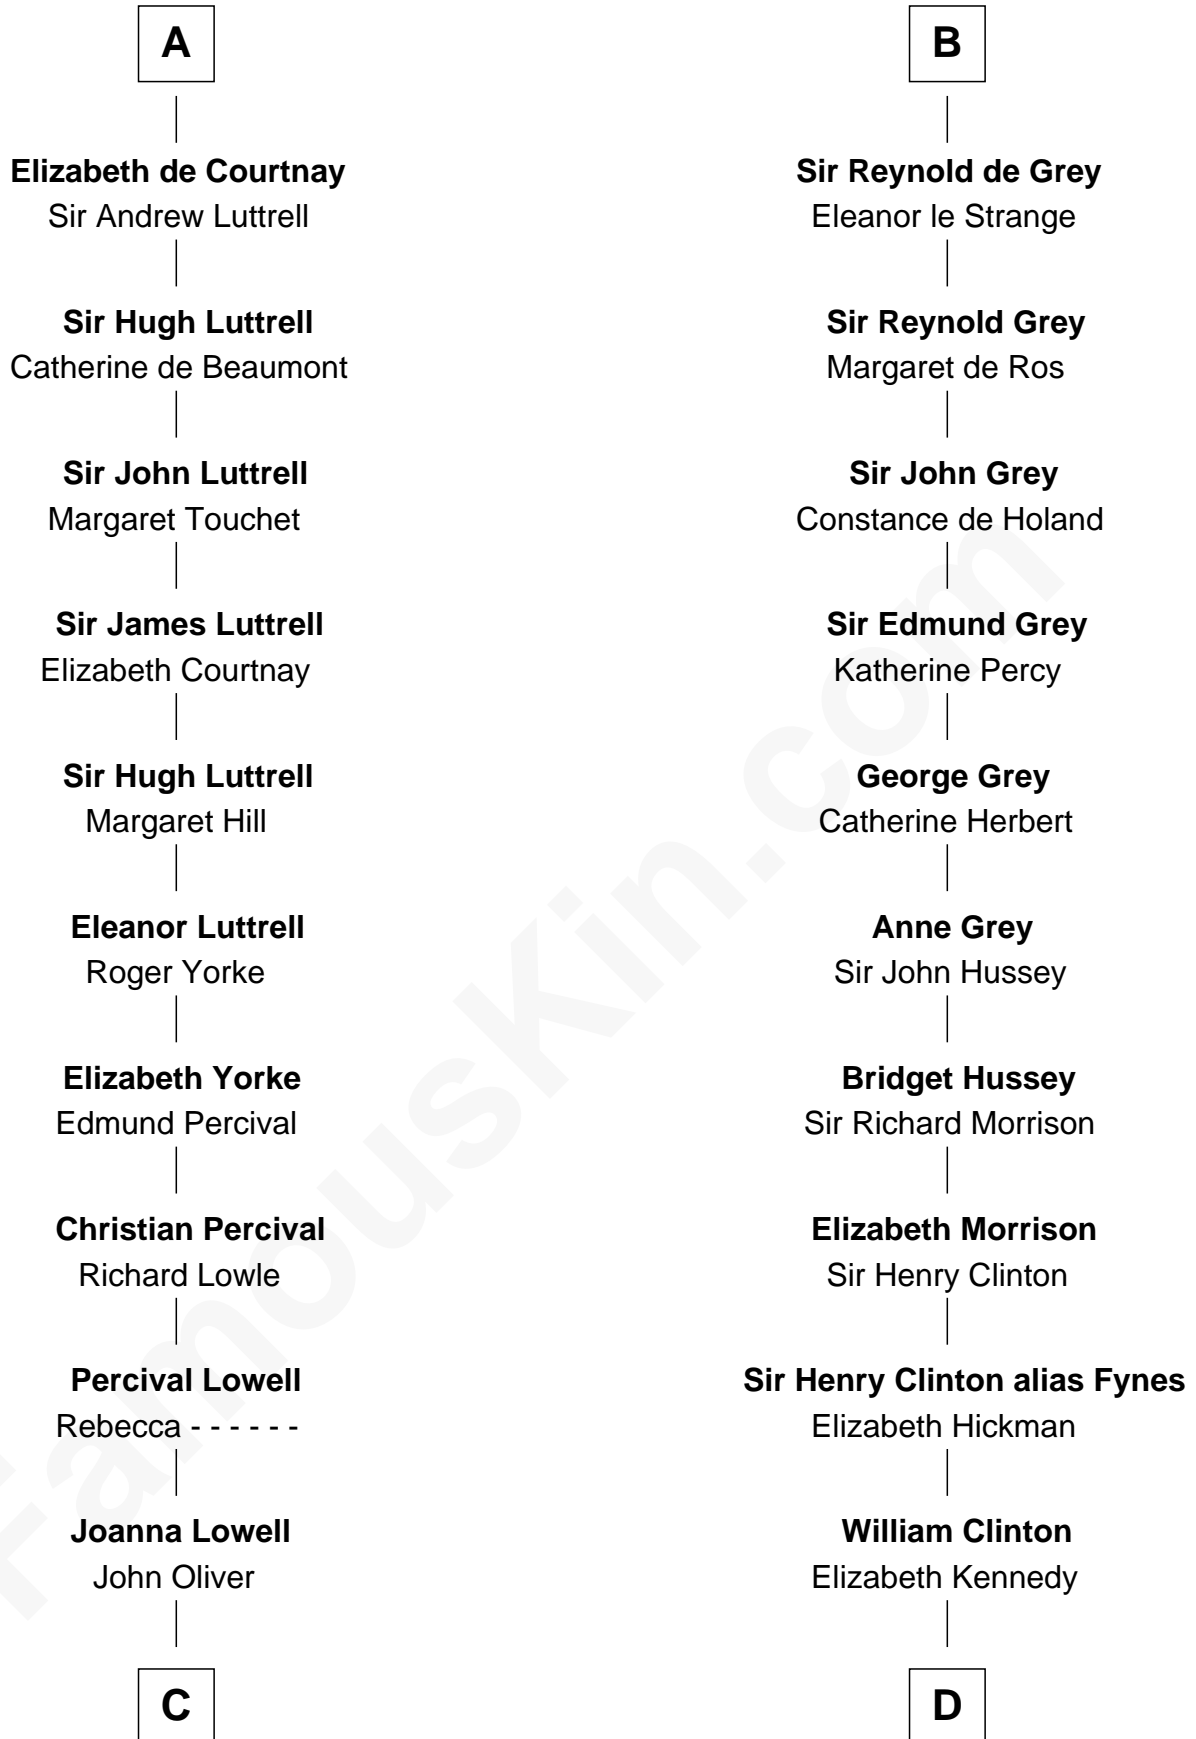 A
Elizabeth de Courtnay
Sir Andrew Luttrell
Sir Hugh Luttrell
Catherine de Beaumont
Sir John Luttrell
Margaret Touchet
Sir James Luttrell
Elizabeth Courtnay
Sir Hugh Luttrell
Margaret Hill
Eleanor Luttrell
Roger Yorke
Elizabeth Yorke
Edmund Percival
Christian Percival
Richard Lowle
Percival Lowell
Rebecca - - - - - -
Joanna Lowell
John Oliver
C
B
Sir Reynold de Grey
Eleanor le Strange
Sir Reynold Grey
Margaret de Ros
Sir John Grey
Constance de Holand
Sir Edmund Grey
Katherine Percy
George Grey
Catherine Herbert
Anne Grey
Sir John Hussey
Bridget Hussey
Sir Richard Morrison
Elizabeth Morrison
Sir Henry Clinton
Sir Henry Clinton alias Fynes
Elizabeth Hickman
William Clinton
Elizabeth Kennedy
D
FamousKin.com